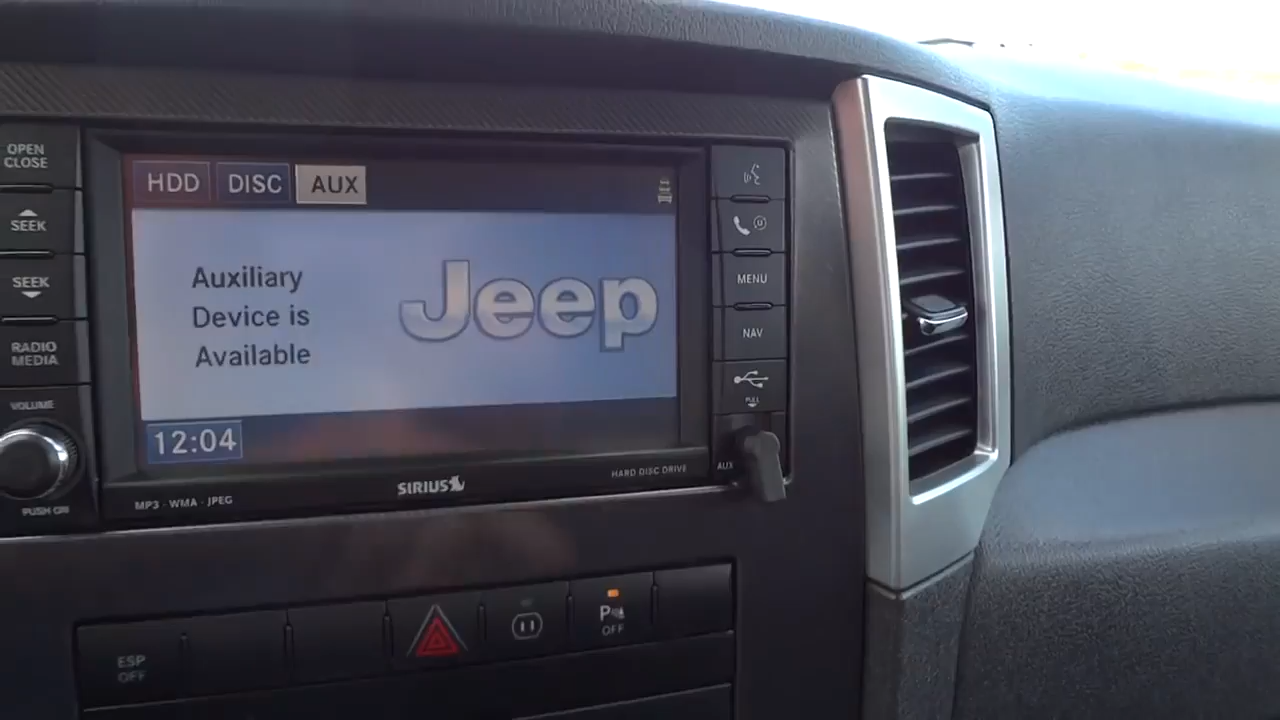 OPEN
CLOSE
SEEK
SEEK
RADIO
MEDIA
VOLUME
PUSH ON
HDD DISC AUX
Auxiliary
Device is
Available
Jeep
12:04
MP3 · WMA · JPEG
SIRIUS
HARD DISC DRIVE
MENU
NAV
PULL
AUX
ESP
OFF
P
OFF